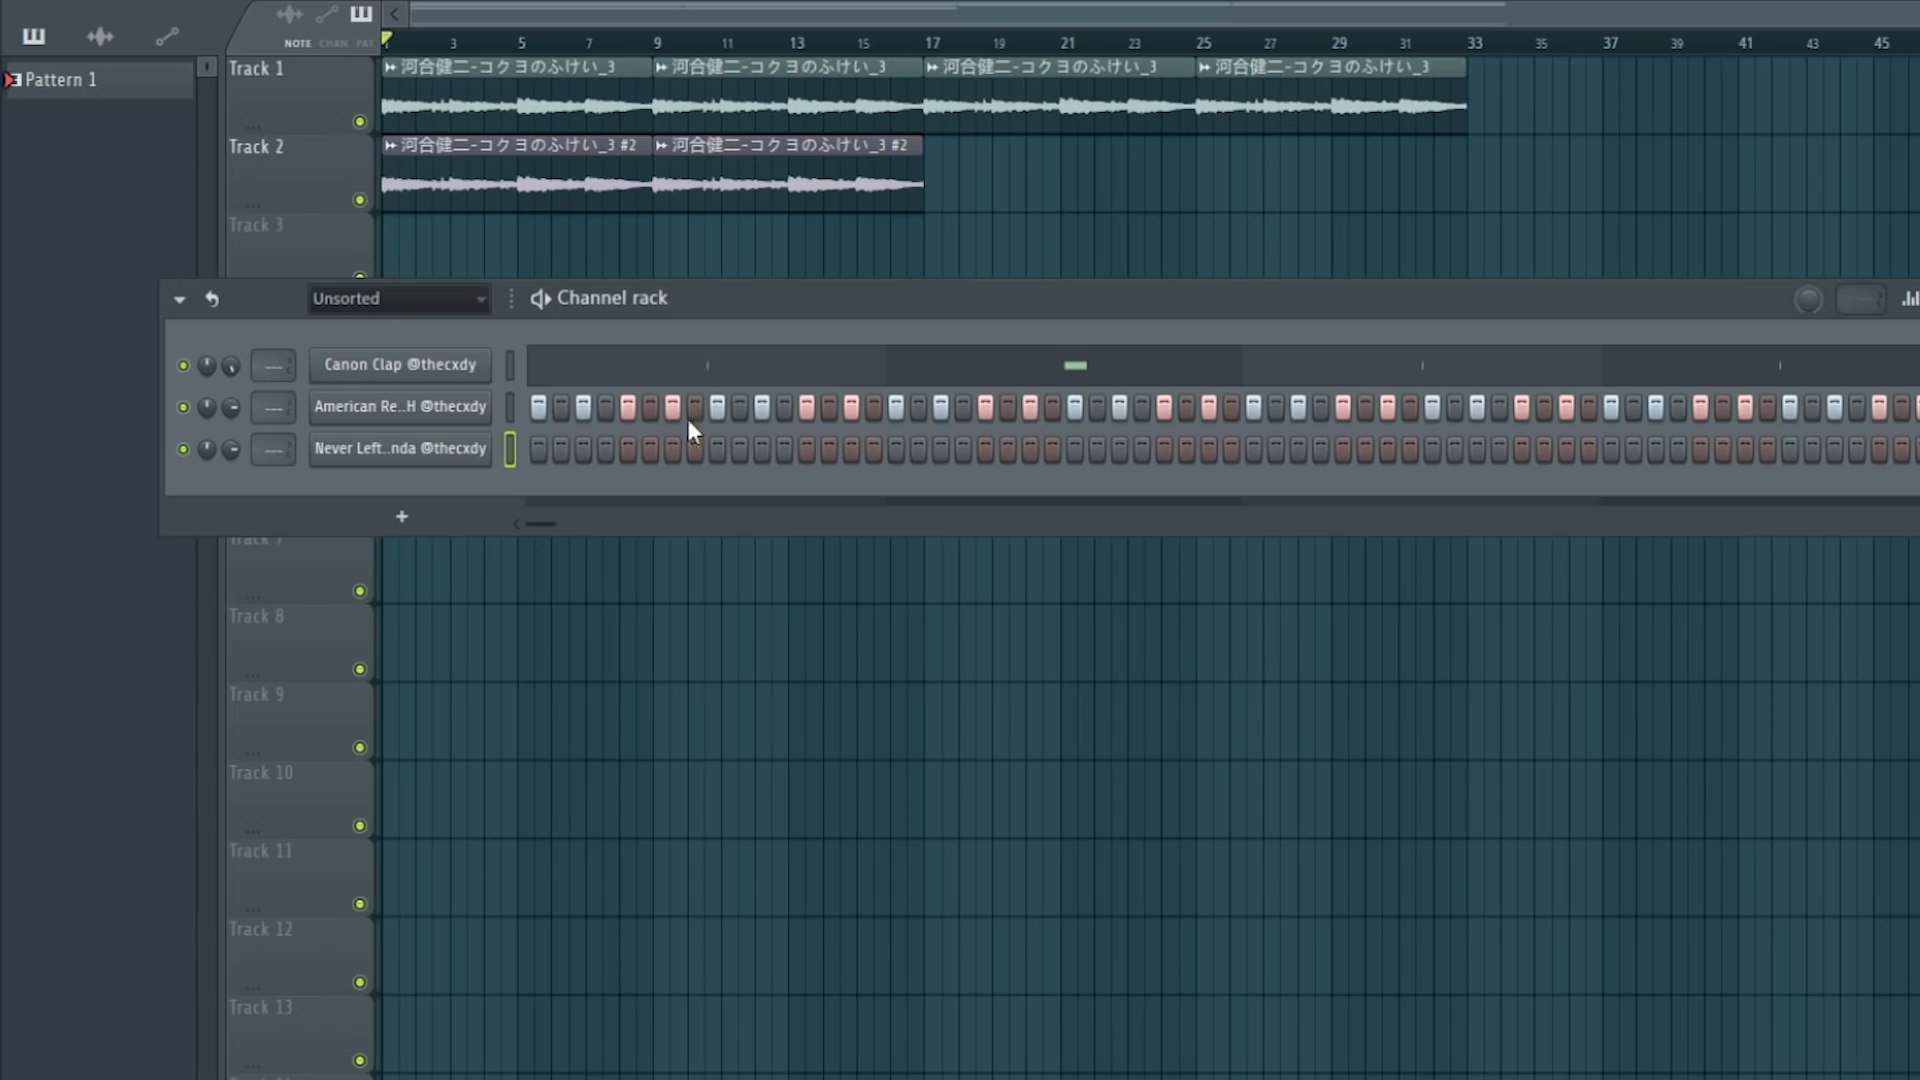 NOTE CHAN PAT
1 3 5 7 9 11 13 15 17 19 21 23 25 27 29 31 33 35 37 39 41 43 45
Pattern 1
Track 1
河合健二-コクヨのふけい_3 河合健二-コクヨのふけい_3 河合健二-コクヨのふけい_3 河合健二-コクヨのふけい_3
Track 2
河合健二-コクヨのふけい_3 #2 河合健二-コクヨのふけい_3 #2
Track 3
Unsorted
Channel rack
Canon Clap @thecxdy
American Re..H @thecxdy
Never Left..nda @thecxdy
+
Track 7
Track 8
Track 9
Track 10
Track 11
Track 12
Track 13